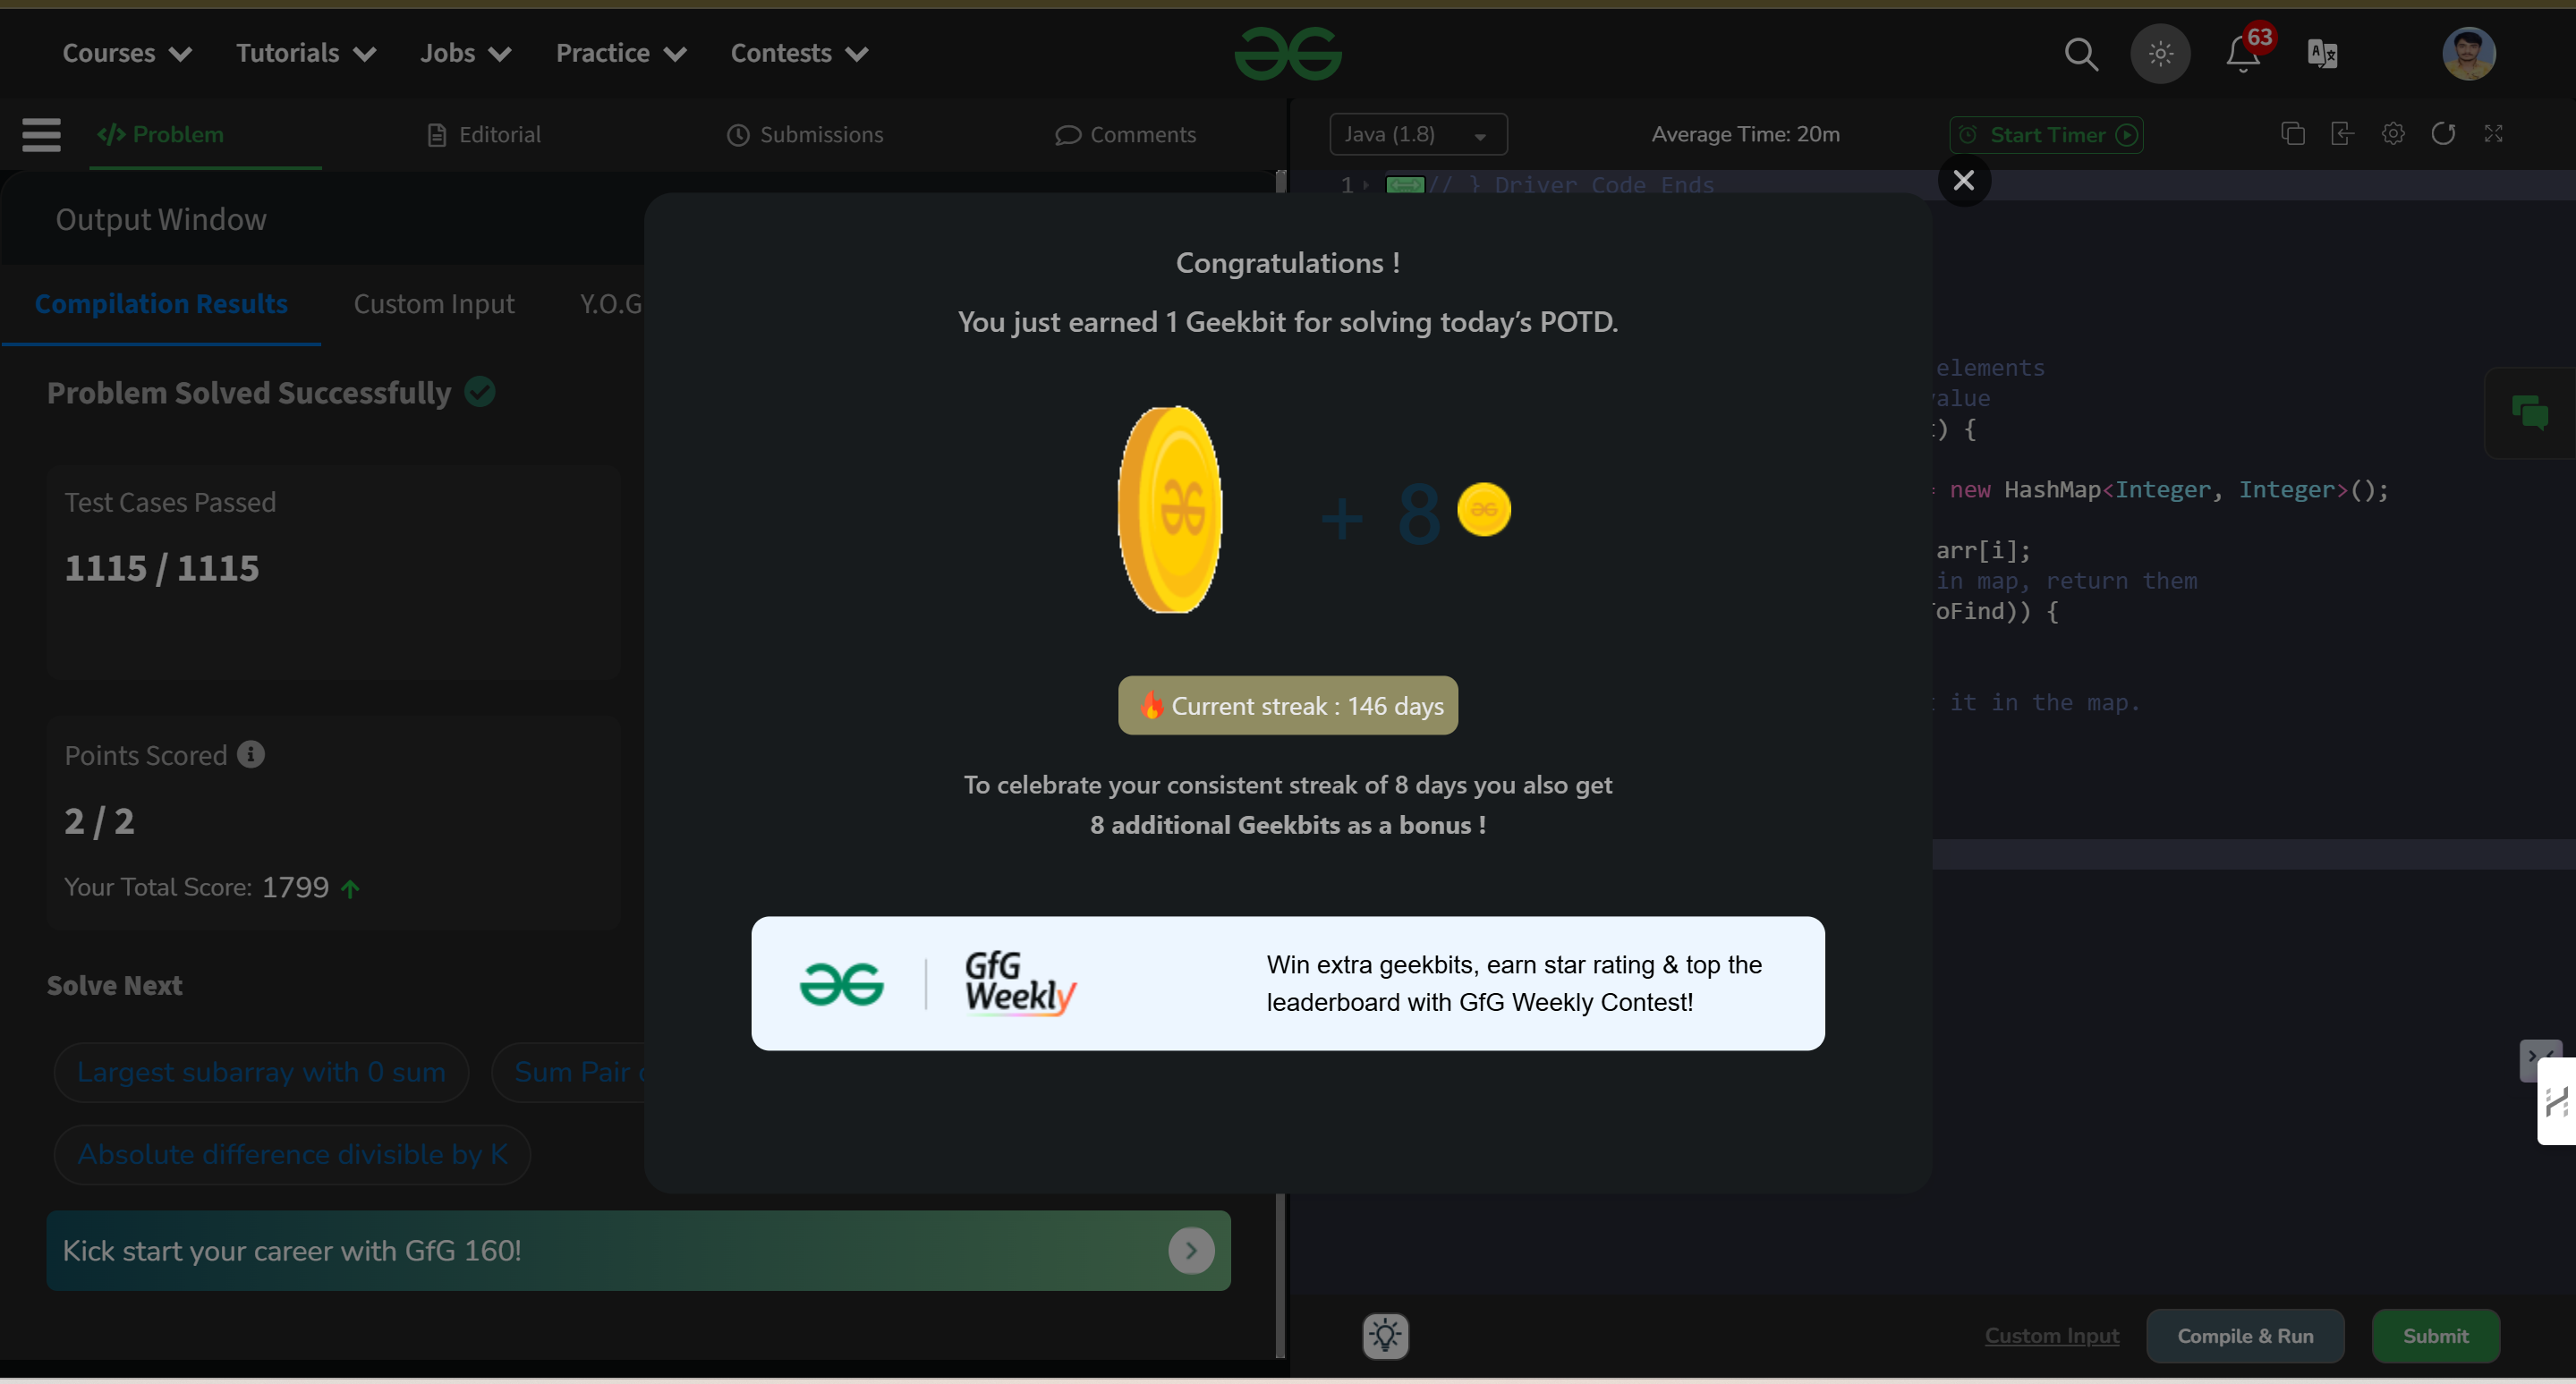 Courses Tutorials Jobs Practice Contests
63
Problem Editorial Submissions Comments
Java (1.8) Average Time: 20m Start Timer
Output Window
Compilation Results Custom Input Y.O.G
Problem Solved Successfully
Test Cases Passed
1115 / 1115
Points Scored
2 / 2
Your Total Score: 1799
Solve Next
Largest subarray with 0 sum
Sum Pair
Absolute difference divisible by K
Kick start your career with GfG 160!
1 // } Driver Code Ends
Congratulations !
You just earned 1 Geekbit for solving today’s POTD.
+ 8
Current streak : 146 days
To celebrate your consistent streak of 8 days you also get
8 additional Geekbits as a bonus !
GfG
Weekly
Win extra geekbits, earn star rating & top the
leaderboard with GfG Weekly Contest!
elements
) {
new HashMap<Integer, Integer>();
arr[i];
in map, return them
oFind)) {
it in the map.
Custom Input Compile & Run Submit